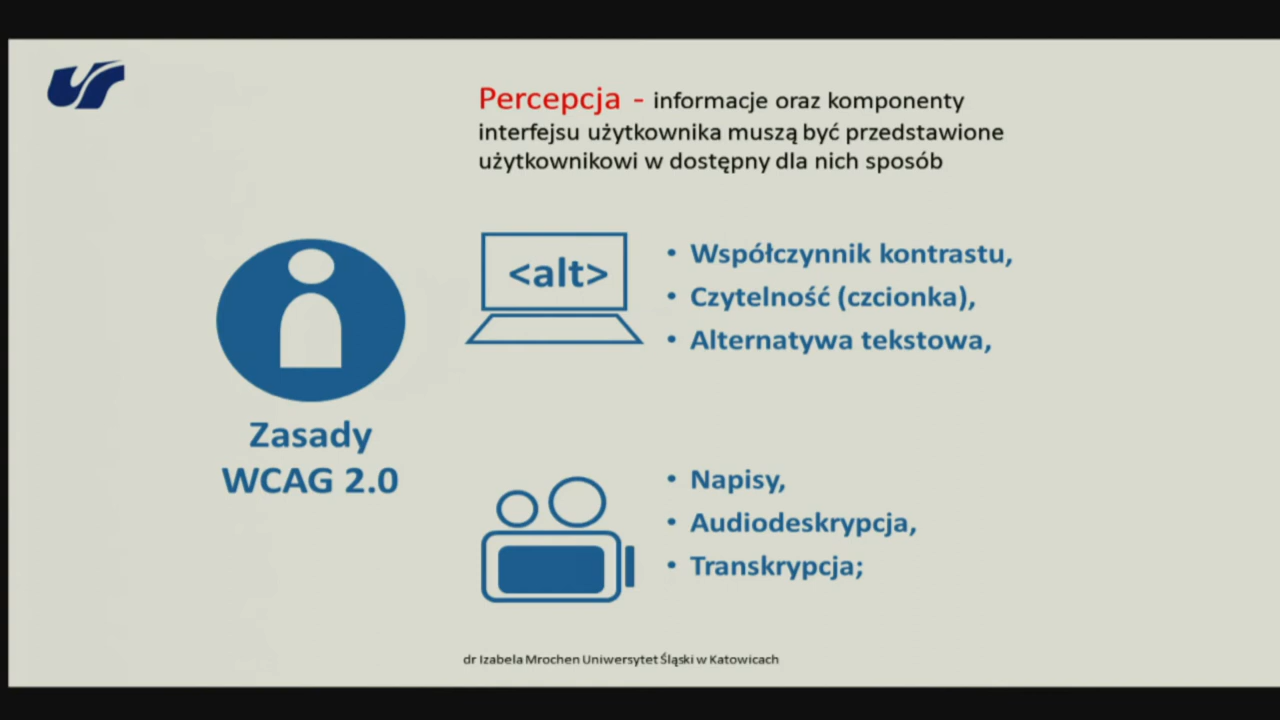 Percepcja - informacje oraz komponenty
interfejsu użytkownika muszą być przedstawione
użytkownikowi w dostępny dla nich sposób
<alt>
• Współczynnik kontrastu,
• Czytelność (czcionka),
• Alternatywa tekstowa,
Zasady
WCAG 2.0
• Napisy,
• Audiodeskrypcja,
• Transkrypcja;
dr Izabela Mrochen Uniwersytet Śląski w Katowicach